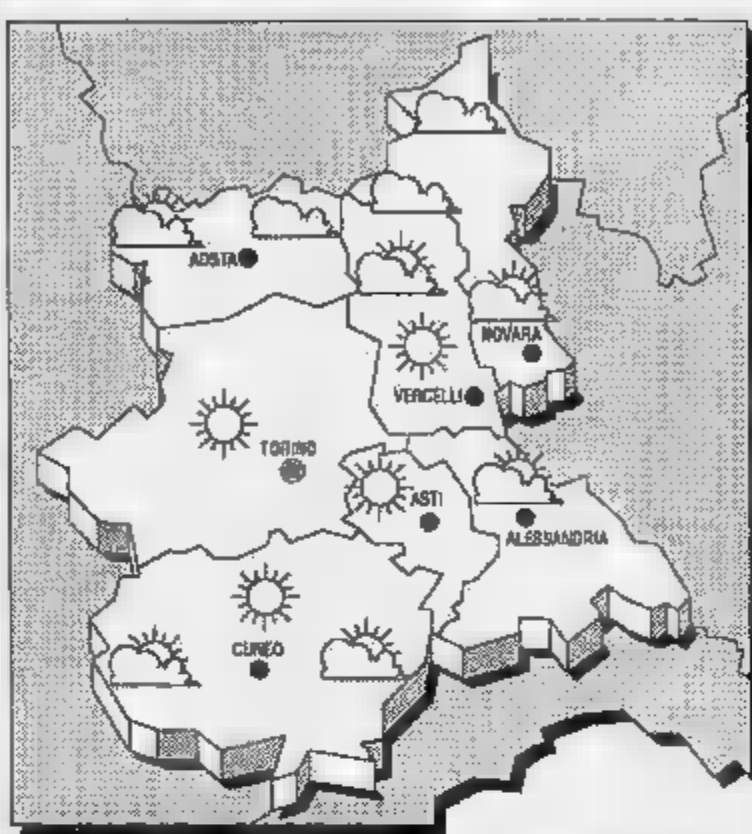 AOSTA
NOVARA
VERCELLI
TORINO
ASTI
ALESSANDRIA
CUNEO